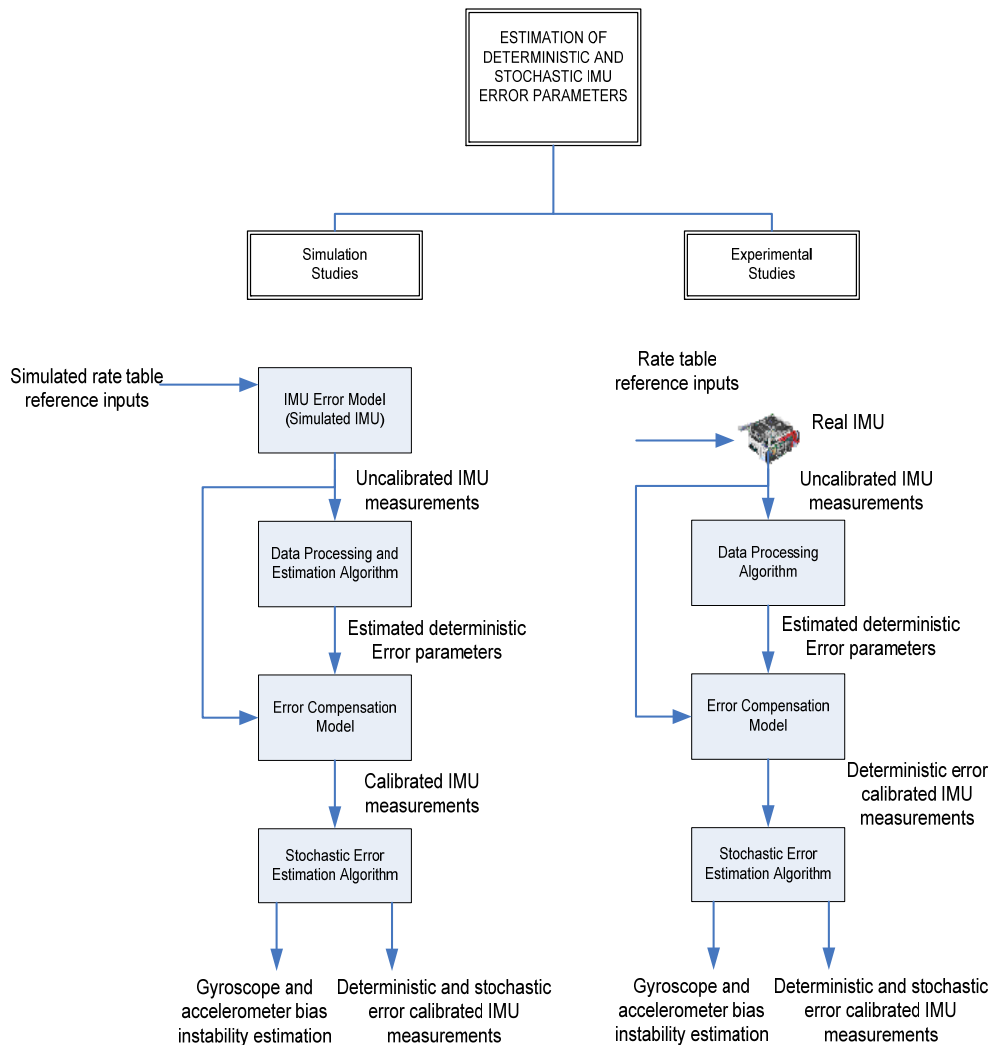 ESTIMATION OF
DETERMINISTIC AND
STOCHASTIC IMU
ERROR PARAMETERS
Simulation
Studies
Experimental
Studies
Simulated rate table
reference inputs
IMU Error Model
(Simulated IMU)
Uncalibrated IMU
measurements
Data Processing and
Estimation Algorithm
Estimated deterministic
Error parameters
Error Compensation
Model
Calibrated IMU
measurements
Stochastic Error
Estimation Algorithm
Gyroscope and
accelerometer bias
instability estimation
Deterministic and stochastic
error calibrated IMU
measurements
Rate table
reference inputs
Real IMU
Uncalibrated IMU
measurements
Data Processing
Algorithm
Estimated deterministic
Error parameters
Error Compensation
Model
Deterministic error
calibrated IMU
measurements
Stochastic Error
Estimation Algorithm
Gyroscope and
accelerometer bias
instability estimation
Deterministic and stochastic
error calibrated IMU
measurements